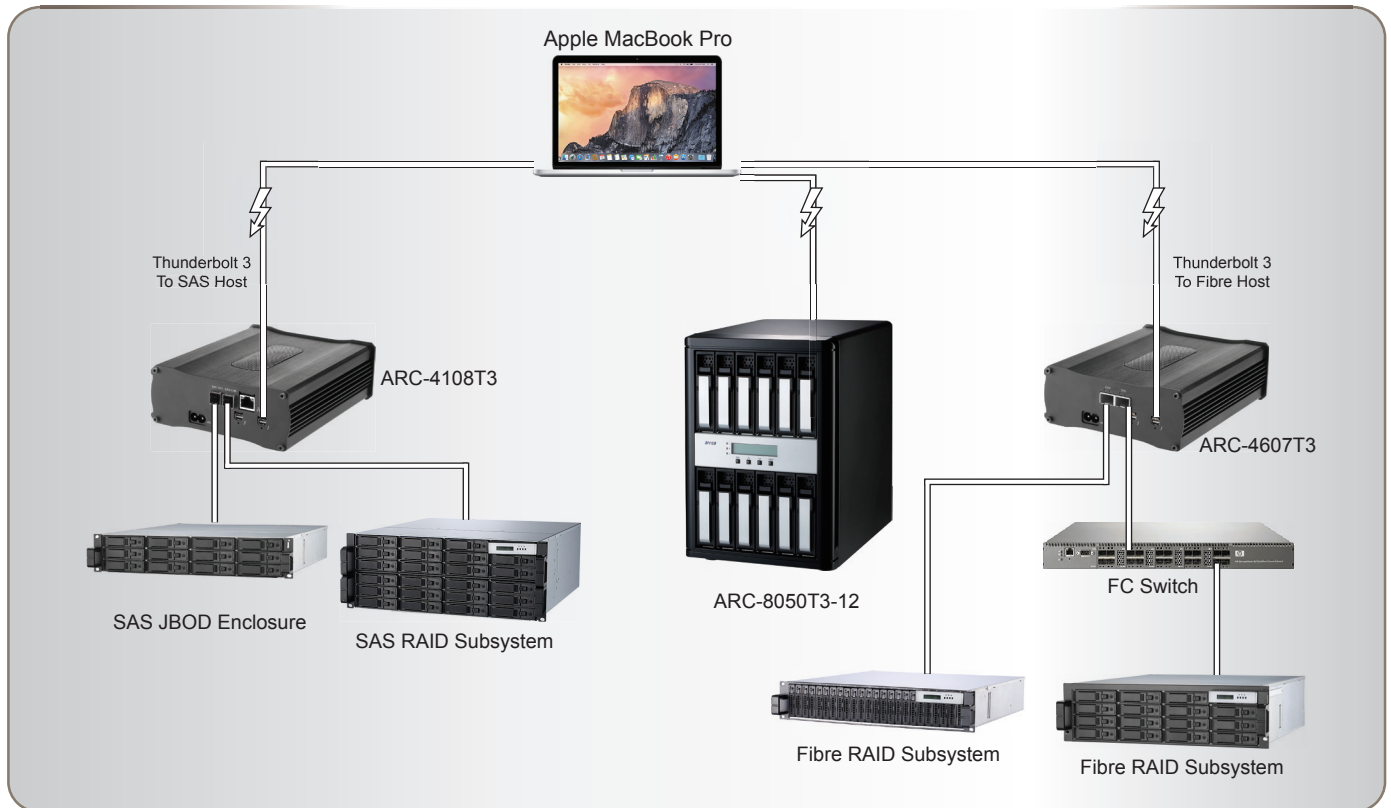 Apple MacBook Pro
Thunderbolt 3
To SAS Host
Thunderbolt 3
To Fibre Host
ARC-4108T3
ARC-4607T3
FC Switch
ARC-8050T3-12
SAS JBOD Enclosure
SAS RAID Subsystem
Fibre RAID Subsystem
Fibre RAID Subsystem